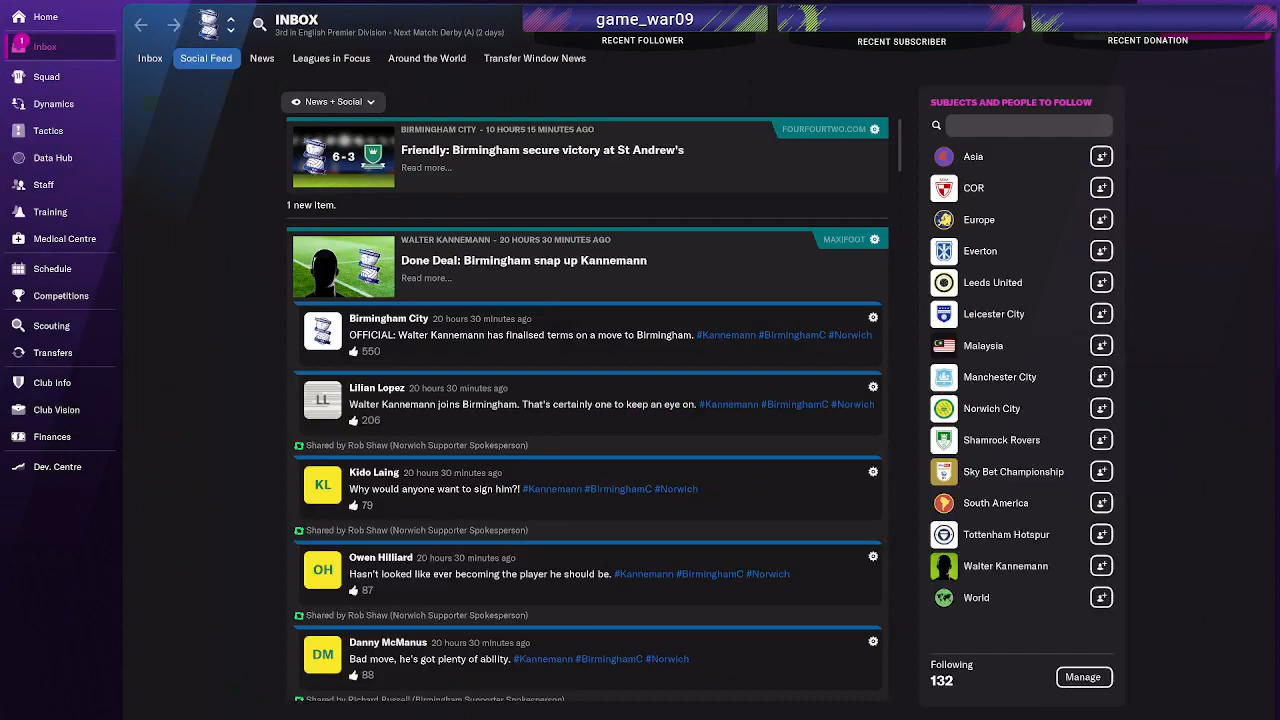 Home
1
Inbox
Squad
Dynamics
Tactics
Data Hub
Staff
Training
Medical Centre
Schedule
Competitions
Scouting
Transfers
Club Info
Club Vision
Finances
Dev. Centre
INBOX
3rd in English Premier Division - Next Match: Derby (A) (2 days)
game_war09
RECENT FOLLOWER
RECENT SUBSCRIBER
RECENT DONATION
Inbox
Social Feed
News
Leagues in Focus
Around the World
Transfer Window News
News + Social
BIRMINGHAM CITY - 10 HOURS 15 MINUTES AGO
FOURFOURTWO.COM
6 - 3
Friendly: Birmingham secure victory at St Andrew's
Read more...
1 new item.
WALTER KANNEMANN - 20 HOURS 30 MINUTES AGO
MAXIFOOT
Done Deal: Birmingham snap up Kannemann
Read more...
Birmingham City 20 hours 30 minutes ago
OFFICIAL: Walter Kannemann has finalised terms on a move to Birmingham. #Kannemann #BirminghamC #Norwich
550
LL
Lilian Lopez 20 hours 30 minutes ago
Walter Kannemann joins Birmingham. That's certainly one to keep an eye on. #Kannemann #BirminghamC #Norwich
206
Shared by Rob Shaw (Norwich Supporter Spokesperson)
KL
Kido Laing 20 hours 30 minutes ago
Why would anyone want to sign him?! #Kannemann #BirminghamC #Norwich
79
Shared by Rob Shaw (Norwich Supporter Spokesperson)
OH
Owen Hilliard 20 hours 30 minutes ago
Hasn't looked like ever becoming the player he should be. #Kannemann #BirminghamC #Norwich
87
Shared by Rob Shaw (Norwich Supporter Spokesperson)
DM
Danny McManus 20 hours 30 minutes ago
Bad move, he's got plenty of ability. #Kannemann #BirminghamC #Norwich
88
Shared by Richard Russell (Birmingham Supporter Spokesperson)
SUBJECTS AND PEOPLE TO FOLLOW
Asia
COR
Europe
Everton
Leeds United
Leicester City
Malaysia
Manchester City
Norwich City
Shamrock Rovers
Sky Bet Championship
South America
Tottenham Hotspur
Walter Kannemann
World
Following
132
Manage